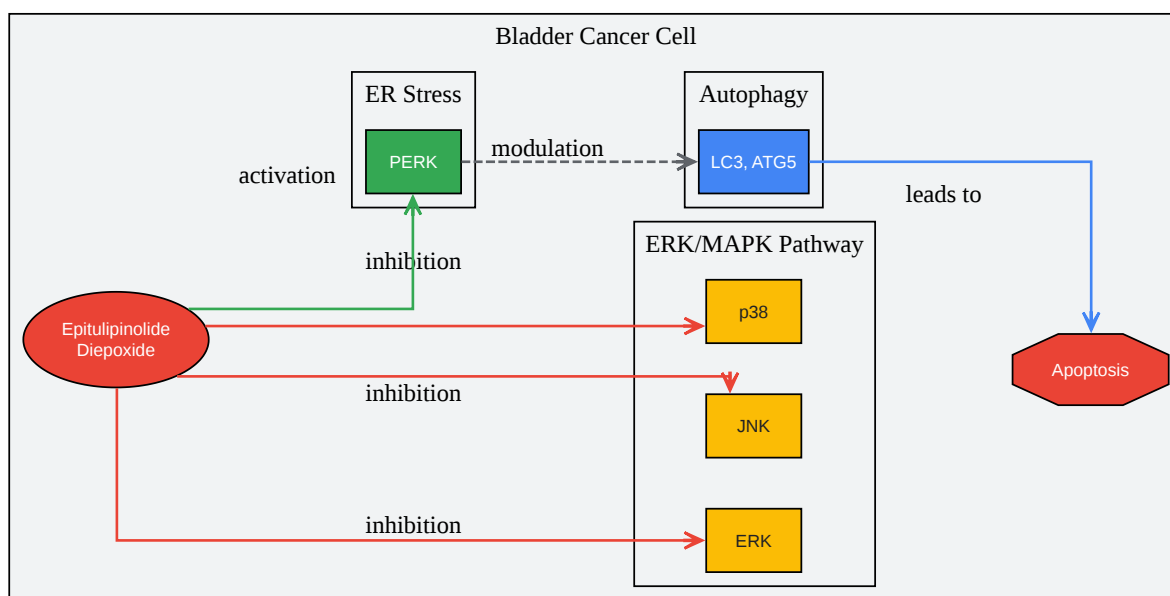 Bladder Cancer Cell
ER Stress
Autophagy
PERK
modulation
LC3, ATG5
activation
leads to
ERK/MAPK Pathway
inhibition
p38
Epitulipinolide
Diepoxide
Apoptosis
inhibition
JNK
inhibition
ERK